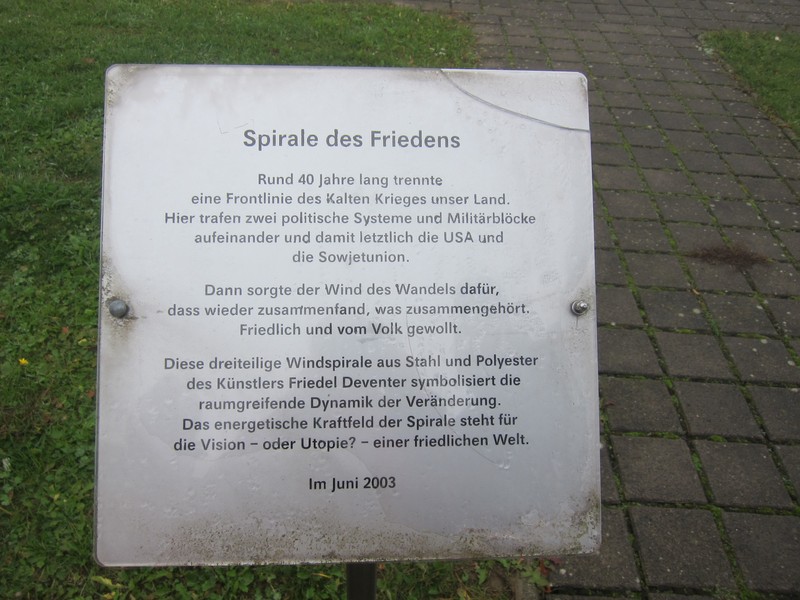 Spirale des Friedens
Rund 40 Jahre lang trennte
eine Frontlinie des Kalten Krieges unser Land.
Hier trafen zwei politische Systeme und Militärblöcke
aufeinander und damit letztlich die USA und
die Sowjetunion.
Dann sorgte der Wind des Wandels dafür,
dass wieder zusammenfand, was zusammengehört.
Friedlich und vom Volk gewollt.
Diese dreiteilige Windspirale aus Stahl und Polyester
des Künstlers Friedel Deventer symbolisiert die
raumgreifende Dynamik der Veränderung.
Das energetische Kraftfeld der Spirale steht für
die Vision – oder Utopie? – einer friedlichen Welt.
Im Juni 2003